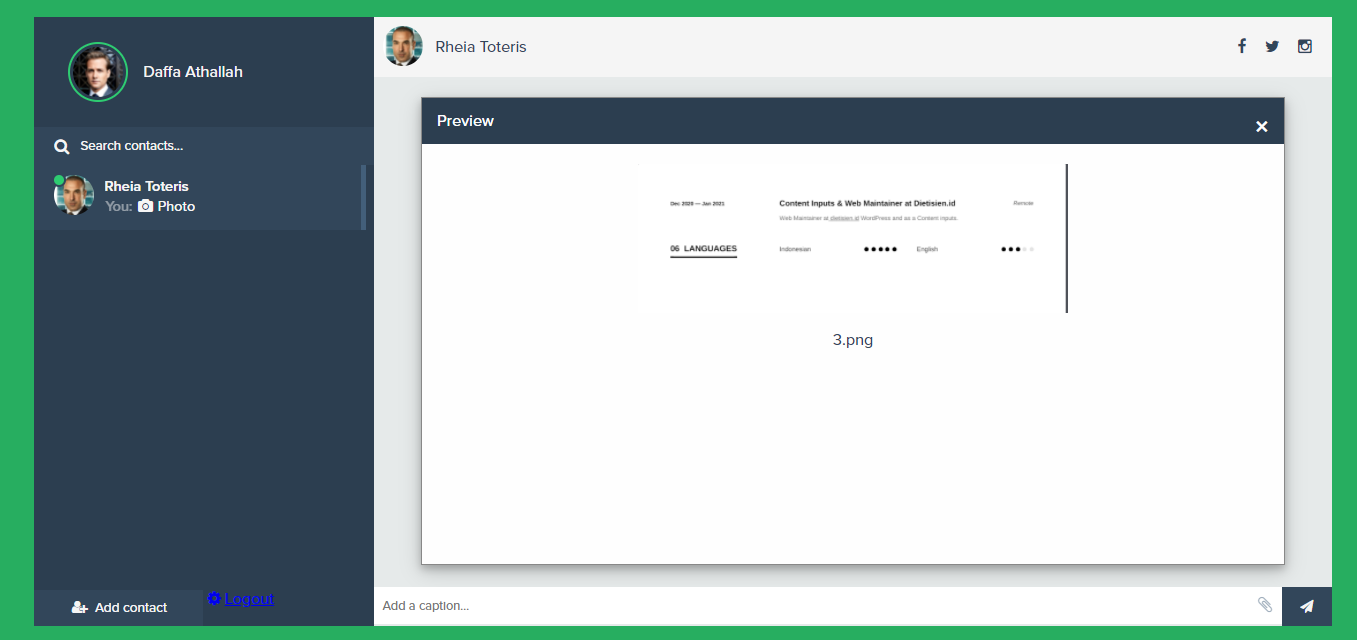 Daffa Athallah
Search contacts...
Rheia Toteris
You: Photo
Add contact
Logout
Rheia Toteris
Preview
Dec 2020 — Jan 2021
Content Inputs & Web Maintainer at Dietisien.id
Remote
Web Maintainer at dietisien.id WordPress and as a Content inputs.
06 LANGUAGES
Indonesian
English
3.png
Add a caption...